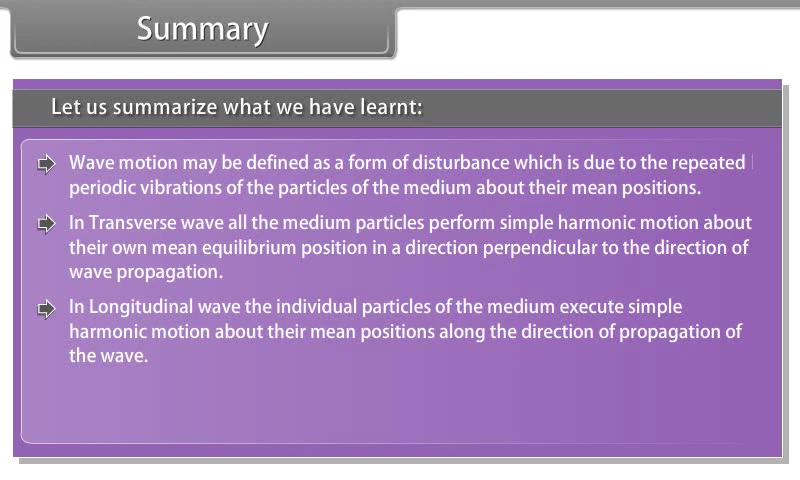 Summary
Let us summarize what we have learnt:
Wave motion may be defined as a form of disturbance which is due to the repeated
periodic vibrations of the particles of the medium about their mean positions.
In Transverse wave all the medium particles perform simple harmonic motion about
their own mean equilibrium position in a direction perpendicular to the direction of
wave propagation.
In Longitudinal wave the individual particles of the medium execute simple
harmonic motion about their mean positions along the direction of propagation of
the wave.